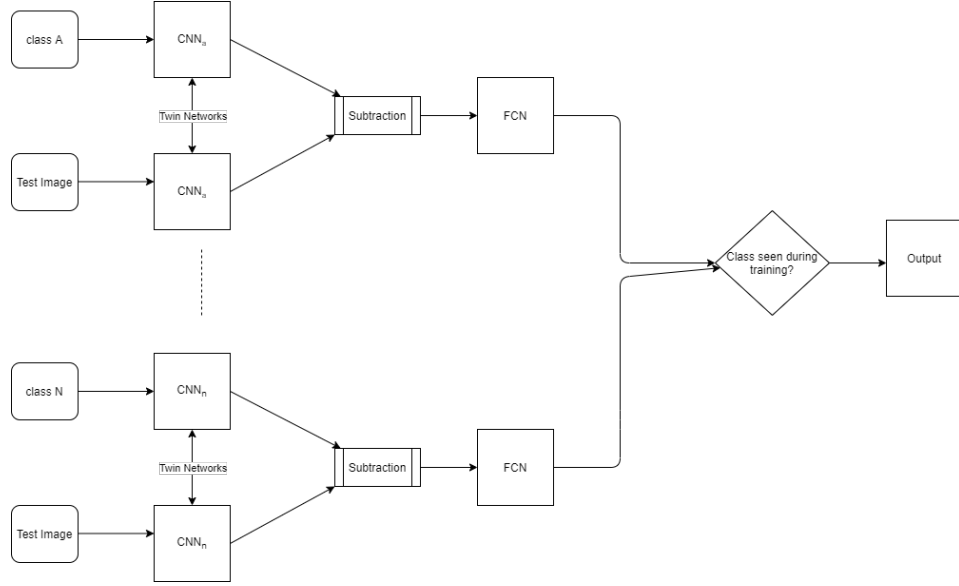 class A
CNNₐ
Twin Networks
Test Image
CNNₐ
Subtraction
FCN
class N
CNNₙ
Twin Networks
Test Image
CNNₙ
Subtraction
FCN
Class seen during
training?
Output